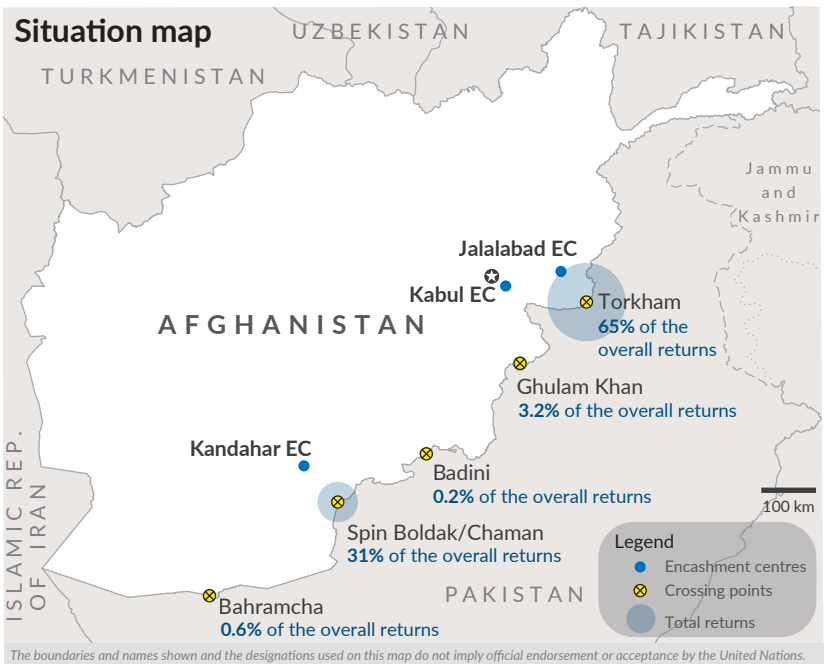 Situation map
UZBEKISTAN
TAJIKISTAN
TURKMENISTAN
Jammu
and
Kashmir
Jalalabad EC
Kabul EC
Torkham
65% of the
overall returns
AFGHANISTAN
Ghulam Khan
3.2% of the overall returns
Kandahar EC
Badini
0.2% of the overall returns
ISLAMIC REP.
OF IRAN
100 km
Spin Boldak/Chaman
31% of the overall returns
Legend
Encashment centres
Crossing points
Total returns
PAKISTAN
Bahramcha
0.6% of the overall returns
The boundaries and names shown and the designations used on this map do not imply official endorsement or acceptance by the United Nations.